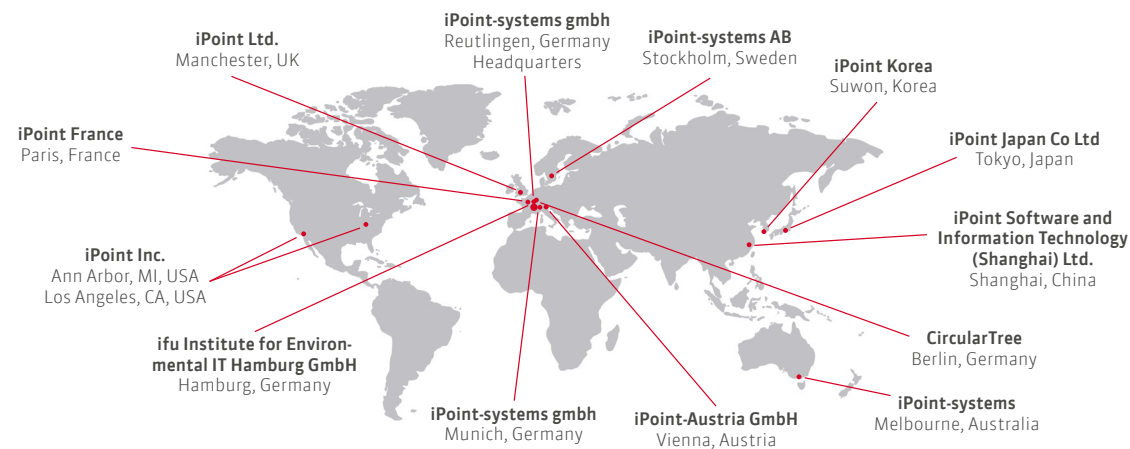 iPoint-systems gmbh
Reutlingen, Germany
Headquarters
iPoint Ltd.
Manchester, UK
iPoint-systems AB
Stockholm, Sweden
iPoint Korea
Suwon, Korea
iPoint France
Paris, France
iPoint Japan Co Ltd
Tokyo, Japan
iPoint Software and
Information Technology
(Shanghai) Ltd.
Shanghai, China
iPoint Inc.
Ann Arbor, MI, USA
Los Angeles, CA, USA
ifu Institute for Environ-
mental IT Hamburg GmbH
Hamburg, Germany
CircularTree
Berlin, Germany
iPoint-systems gmbh
Munich, Germany
iPoint-Austria GmbH
Vienna, Austria
iPoint-systems
Melbourne, Australia